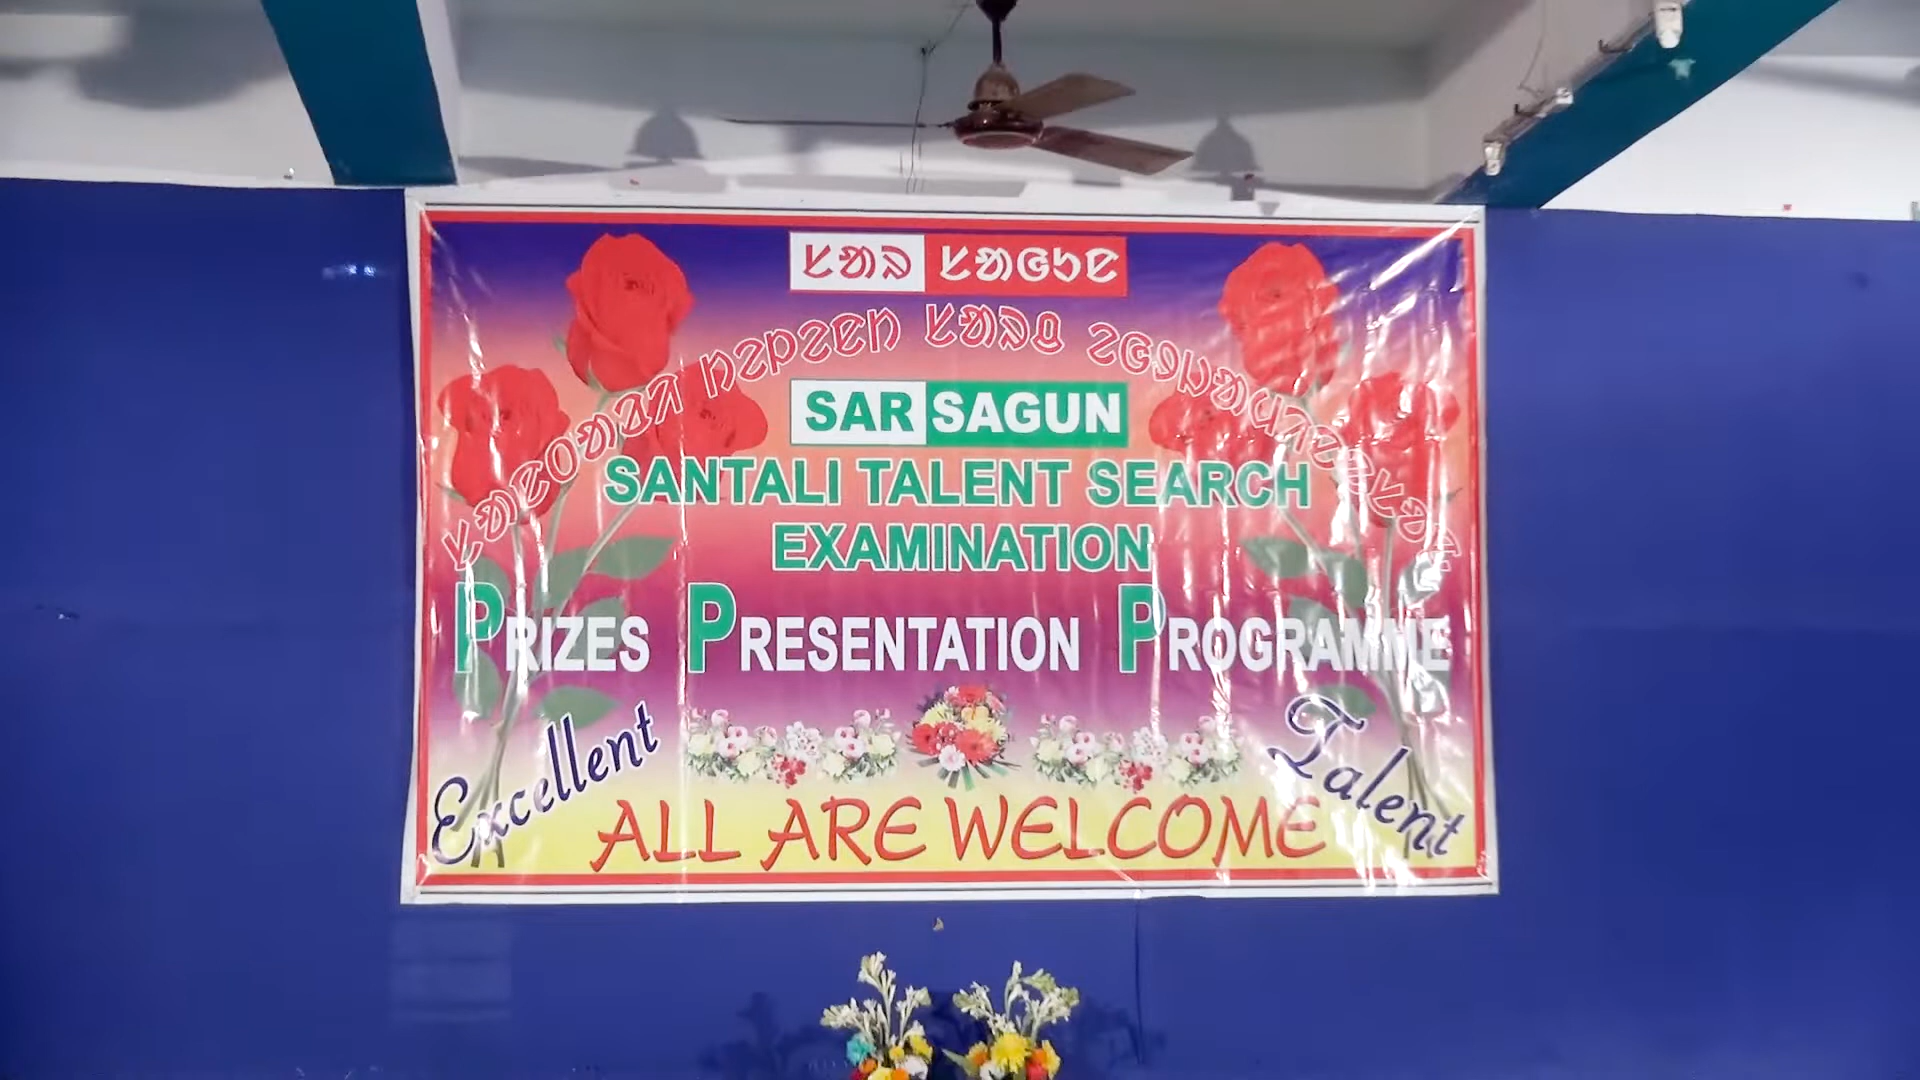 ᱥᱟᱨ ᱥᱟᱜᱩᱱ
SAR SAGUN
SANTALI TALENT SEARCH
EXAMINATION
PRIZES PRESENTATION PROGRAMME
Excellent Talent
ALL ARE WELCOME